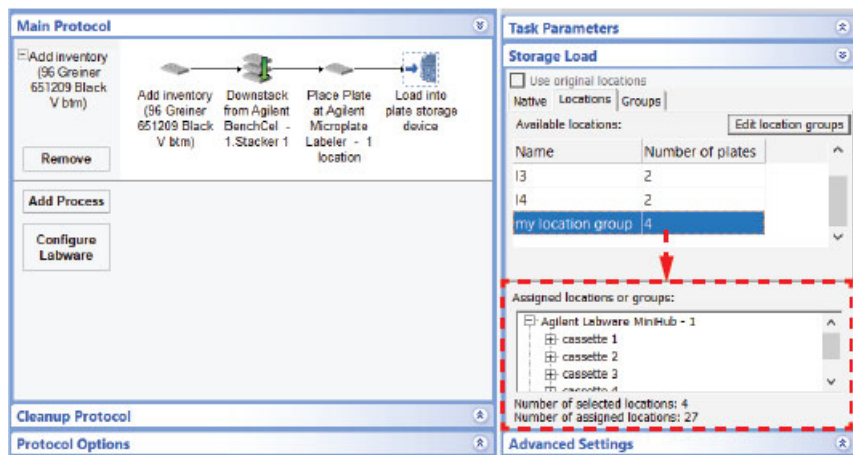 Main Protocol
Add inventory
(96 Greiner
651209 Black
V btm)
Remove
Add inventory
(96 Greiner
651209 Black
V btm)
Downstack
from Agilent
BenchCel -
1.Stacker 1
Place Plate
at Agilent
Microplate
Labeler - 1
location
Load into
plate storage
device
Add Process
Configure
Labware
Cleanup Protocol
Protocol Options
Task Parameters
Storage Load
Use original locations
Native Locations Groups
Available locations:
Edit location groups
Name Number of plates
l3 2
l4 2
my location group 4
Assigned locations or groups:
Agilent Labware MiniHub - 1
cassette 1
cassette 2
cassette 3
cassette 4
Number of selected locations: 4
Number of assigned locations: 27
Advanced Settings